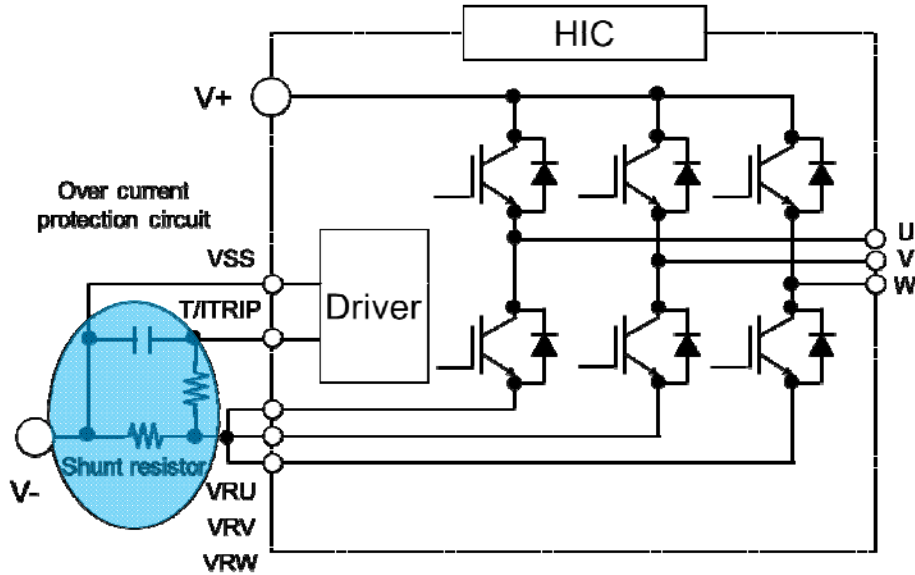 HIC
V+
Over current
protection circuit
VSS
T/ITRIP
Driver
U
V
W
Shunt resistor
V-
VRU
VRV
VRW